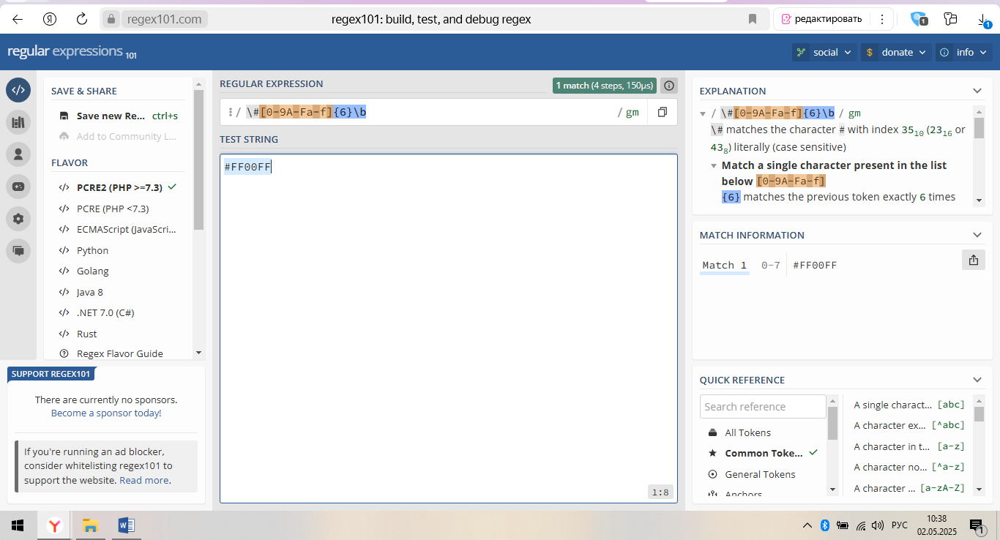 regex101.com
regex101: build, test, and debug regex
редактировать
1
1
regular expressions 101
social
$ donate
info
SAVE & SHARE
Save new Re... ctrl+s
Add to Community L...
FLAVOR
PCRE2 (PHP >=7.3)
PCRE (PHP <7.3)
ECMAScript (JavaScri...
Python
Golang
Java 8
.NET 7.0 (C#)
Rust
Regex Flavor Guide
SUPPORT REGEX101
There are currently no sponsors.
Become a sponsor today!
If you're running an ad blocker,
consider whitelisting regex101 to
support the website. Read more.
REGULAR EXPRESSION
1 match (4 steps, 150µs)
/ \#[0-9A-Fa-f]{6}\b / gm
TEST STRING
#FF00FF
1:8
EXPLANATION
/ \#[0-9A-Fa-f]{6}\b / gm
\# matches the character # with index 35₁₀ (23₁₆ or
43₈) literally (case sensitive)
Match a single character present in the list
below [0-9A-Fa-f]
{6} matches the previous token exactly 6 times
MATCH INFORMATION
Match 1 0-7 #FF00FF
QUICK REFERENCE
Search reference
All Tokens
Common Toke...
General Tokens
Anchors
A single charact... [abc]
A character ex... [^abc]
A character in t... [a-z]
A character no... [^a-z]
A character ... [a-zA-Z]
РУС
10:38
02.05.2025
1